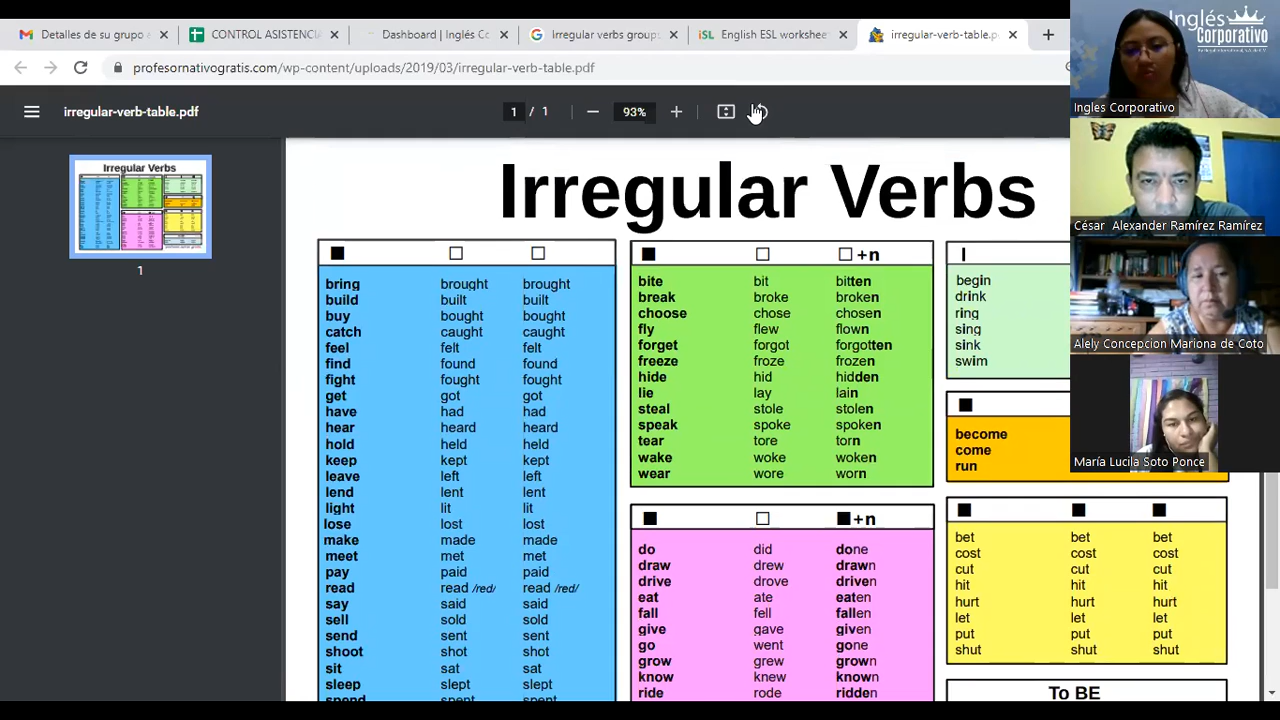 Detalles de su grupo
CONTROL ASISTENCIA
Dashboard | Inglés Co
Irregular verbs groups
iSL English ESL worksheet
irregular-verb-table.p
profesornativogratis.com/wp-content/uploads/2019/03/irregular-verb-table.pdf
irregular-verb-table.pdf
1 / 1
93%
Irregular Verbs
1
Irregular Verbs
bring brought brought
build built built
buy bought bought
catch caught caught
feel felt felt
find found found
fight fought fought
get got got
have had had
hear heard heard
hold held held
keep kept kept
leave left left
lend lent lent
light lit lit
lose lost lost
make made made
meet met met
pay paid paid
read read /red/ read /red/
say said said
sell sold sold
send sent sent
shoot shot shot
sit sat sat
sleep slept slept
spend spent spent
+n
bite bit bitten
break broke broken
choose chose chosen
fly flew flown
forget forgot forgotten
freeze froze frozen
hide hid hidden
lie lay lain
steal stole stolen
speak spoke spoken
tear tore torn
wake woke woken
wear wore worn
+n
do did done
draw drew drawn
drive drove driven
eat ate eaten
fall fell fallen
give gave given
go went gone
grow grew grown
know knew known
ride rode ridden
I
begin
drink
ring
sing
sink
swim
become
come
run
bet bet bet
cost cost cost
cut cut cut
hit hit hit
hurt hurt hurt
let let let
put put put
shut shut shut
To BE
Inglés
Corporativo
Ingles Corporativo
César Alexander Ramírez Ramírez
Alely Concepcion Mariona de Coto
María Lucila Soto Ponce